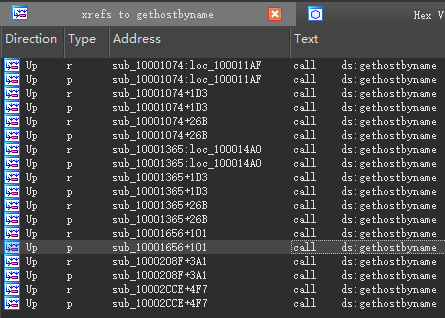 xrefs to gethostbyname Hex V
Direction Type Address Text
Up r sub_10001074:loc_100011AF call ds:gethostbyname
Up p sub_10001074:loc_100011AF call ds:gethostbyname
Up r sub_10001074+1D3 call ds:gethostbyname
Up p sub_10001074+1D3 call ds:gethostbyname
Up r sub_10001074+26B call ds:gethostbyname
Up p sub_10001074+26B call ds:gethostbyname
Up r sub_10001365:loc_100014A0 call ds:gethostbyname
Up p sub_10001365:loc_100014A0 call ds:gethostbyname
Up r sub_10001365+1D3 call ds:gethostbyname
Up p sub_10001365+1D3 call ds:gethostbyname
Up r sub_10001365+26B call ds:gethostbyname
Up p sub_10001365+26B call ds:gethostbyname
Up r sub_10001656+101 call ds:gethostbyname
Up p sub_10001656+101 call ds:gethostbyname
Up r sub_1000208F+3A1 call ds:gethostbyname
Up p sub_1000208F+3A1 call ds:gethostbyname
Up r sub_10002CCE+4F7 call ds:gethostbyname
Up p sub_10002CCE+4F7 call ds:gethostbyname